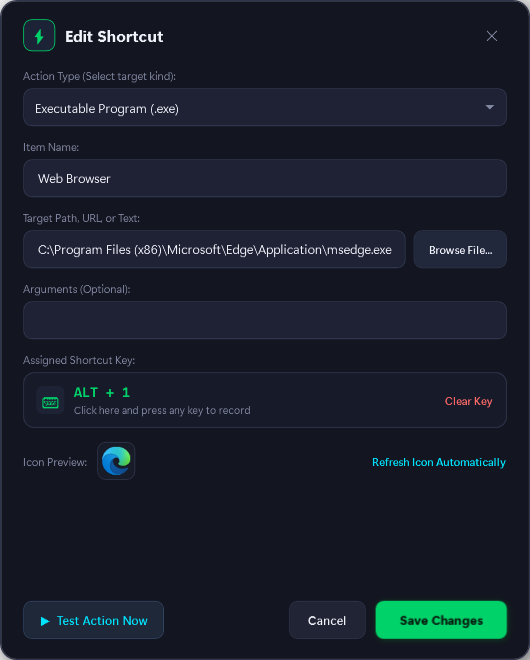 Edit Shortcut
Action Type (Select target kind):
Executable Program (.exe)
Item Name:
Web Browser
Target Path, URL, or Text:
C:\Program Files (x86)\Microsoft\Edge\Application\msedge.exe
Browse File...
Arguments (Optional):
Assigned Shortcut Key:
ALT + 1
Click here and press any key to record
Clear Key
Icon Preview:
Refresh Icon Automatically
Test Action Now
Cancel
Save Changes